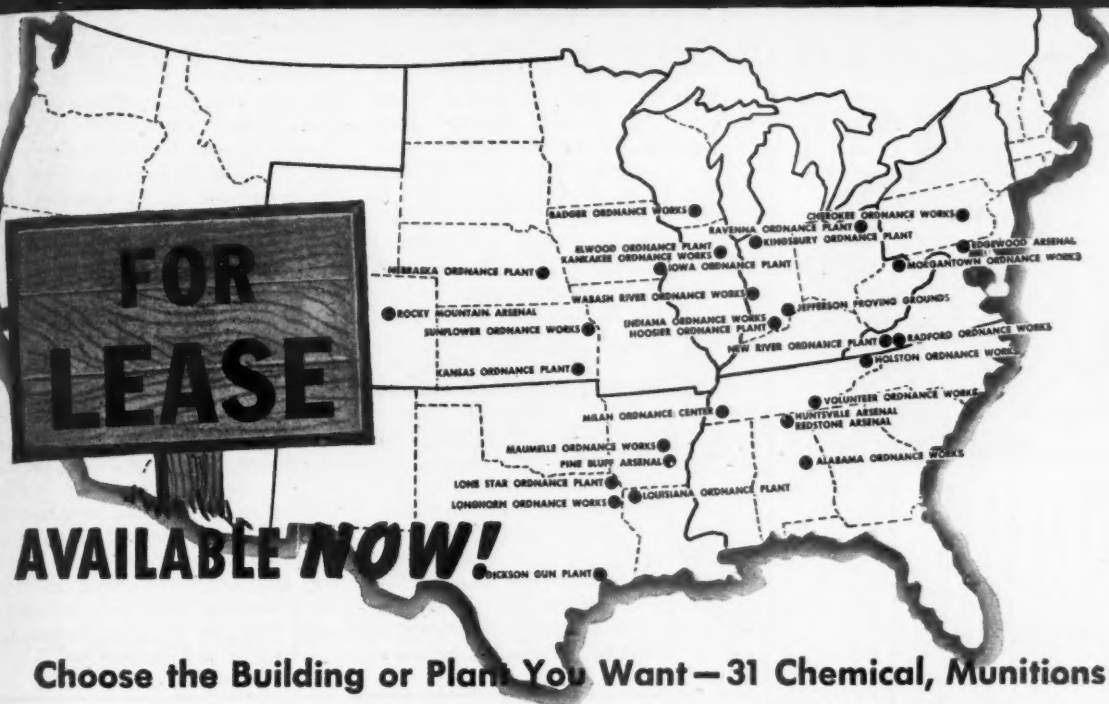 FOR
LEASE
AVAILABLE NOW!
BADGER ORDNANCE WORKS
CHEROKEE ORDNANCE WORKS
RAVENNA ORDNANCE PLANT
KINGSBURY ORDNANCE PLANT
ELWOOD ORDNANCE PLANT
KANKAKEE ORDNANCE WORKS
IOWA ORDNANCE PLANT
EDGEWOOD ARSENAL
MORGANTOWN ORDNANCE WORKS
NEBRASKA ORDNANCE PLANT
WABASH RIVER ORDNANCE WORKS
JEFFERSON PROVING GROUNDS
ROCKY MOUNTAIN ARSENAL
SUNFLOWER ORDNANCE WORKS
INDIANA ORDNANCE WORKS
HOOSIER ORDNANCE PLANT
NEW RIVER ORDNANCE PLANT
RADFORD ORDNANCE WORKS
HOLSTON ORDNANCE WORKS
KANSAS ORDNANCE PLANT
VOLUNTEER ORDNANCE WORKS
MILAN ORDNANCE CENTER
HUNTSVILLE ARSENAL
REDSTONE ARSENAL
MAUMELLE ORDNANCE WORKS
PINE BLUFF ARSENAL
ALABAMA ORDNANCE WORKS
LONE STAR ORDNANCE PLANT
LOUISIANA ORDNANCE PLANT
LONGHORN ORDNANCE WORKS
DICKSON GUN PLANT
Choose the Building or Plant You Want—31 Chemical, Munitions